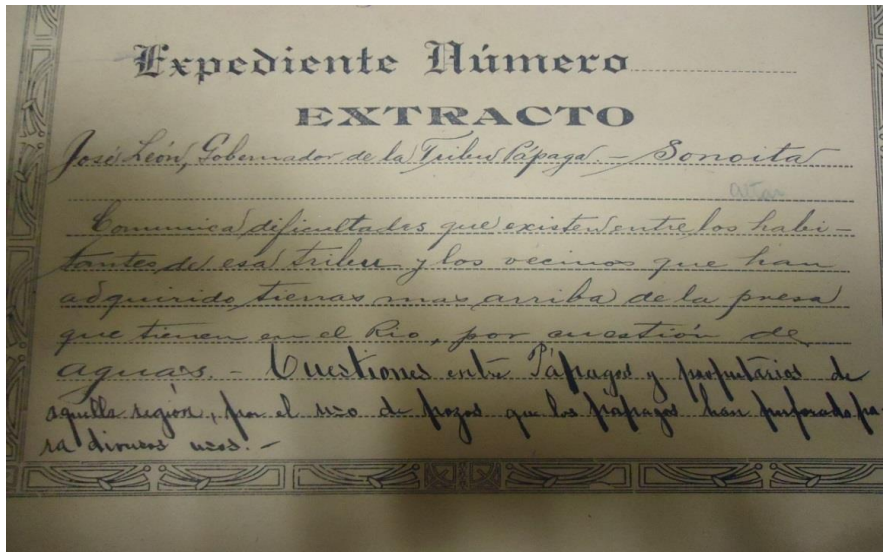 Expediente Número
EXTRACTO
José León, Gobernador de la Tribu Pápaga. — Sonoita
Altar
Comunica dificultades que existen entre los habi-
tantes de esa tribu y los vecinos que han
adquirido tierras mas arriba de la presa
que tienen en el Rio, por cuestión de
aguas. - Cuestiones entre Pápagos y propietarios de
aquella región, por el uso de pozos que los pápagos han perforado pa-
ra diversos usos. -